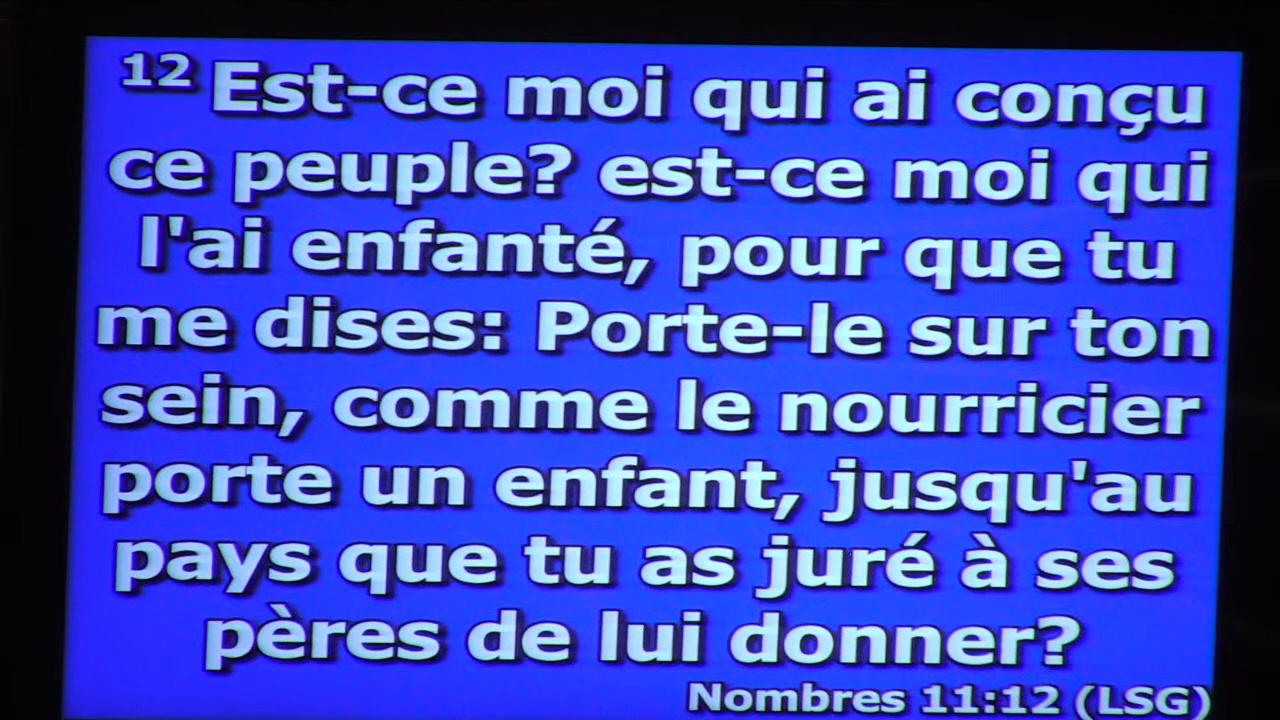 12 Est-ce moi qui ai conçu
ce peuple? est-ce moi qui
l'ai enfanté, pour que tu
me dises: Porte-le sur ton
sein, comme le nourricier
porte un enfant, jusqu'au
pays que tu as juré à ses
pères de lui donner?
Nombres 11:12 (LSG)